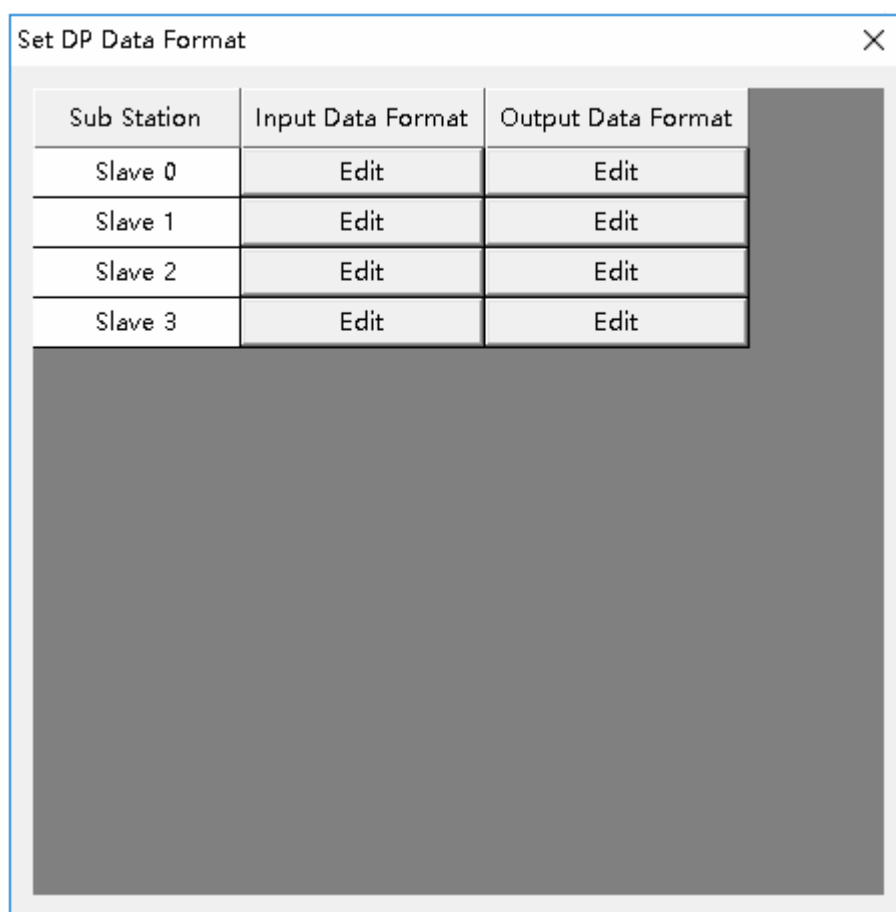 Set DP Data Format
Sub Station Input Data Format Output Data Format
Slave 0 Edit Edit
Slave 1 Edit Edit
Slave 2 Edit Edit
Slave 3 Edit Edit